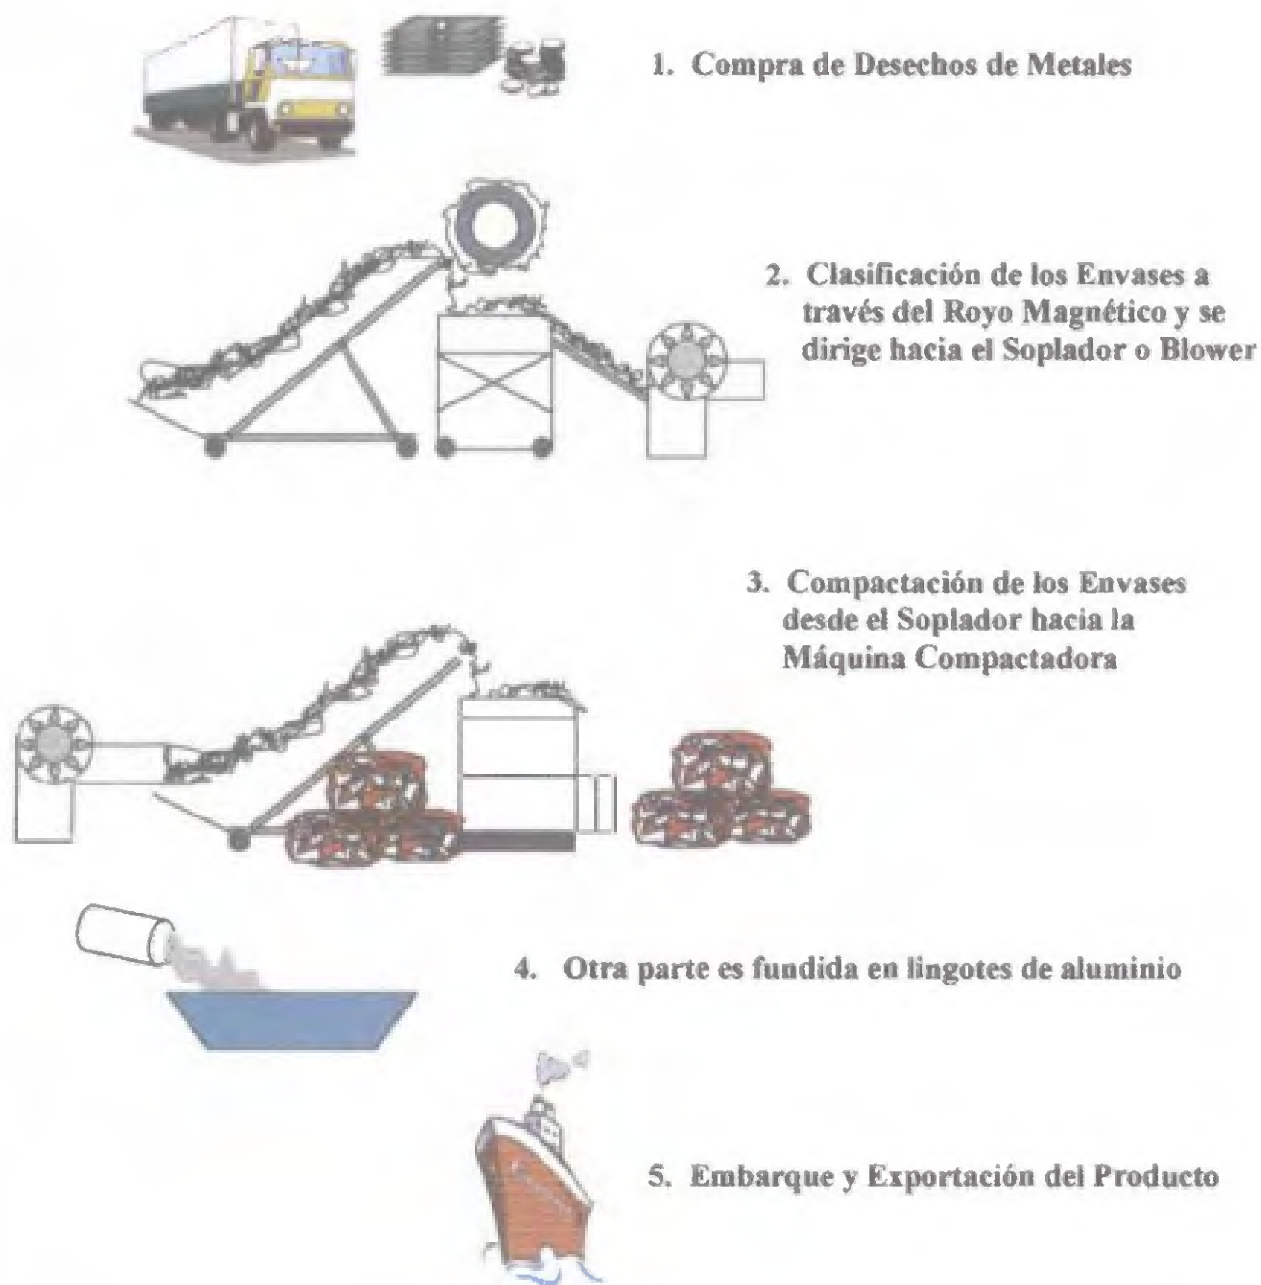 1. Compra de Desechos de Metales
2. Clasificación de los Envases a
través del Royo Magnético y se
dirige hacia el Soplador o Blower
3. Compactación de los Envases
desde el Soplador hacia la
Máquina Compactadora
4. Otra parte es fundida en lingotes de aluminio
5. Embarque y Exportación del Producto